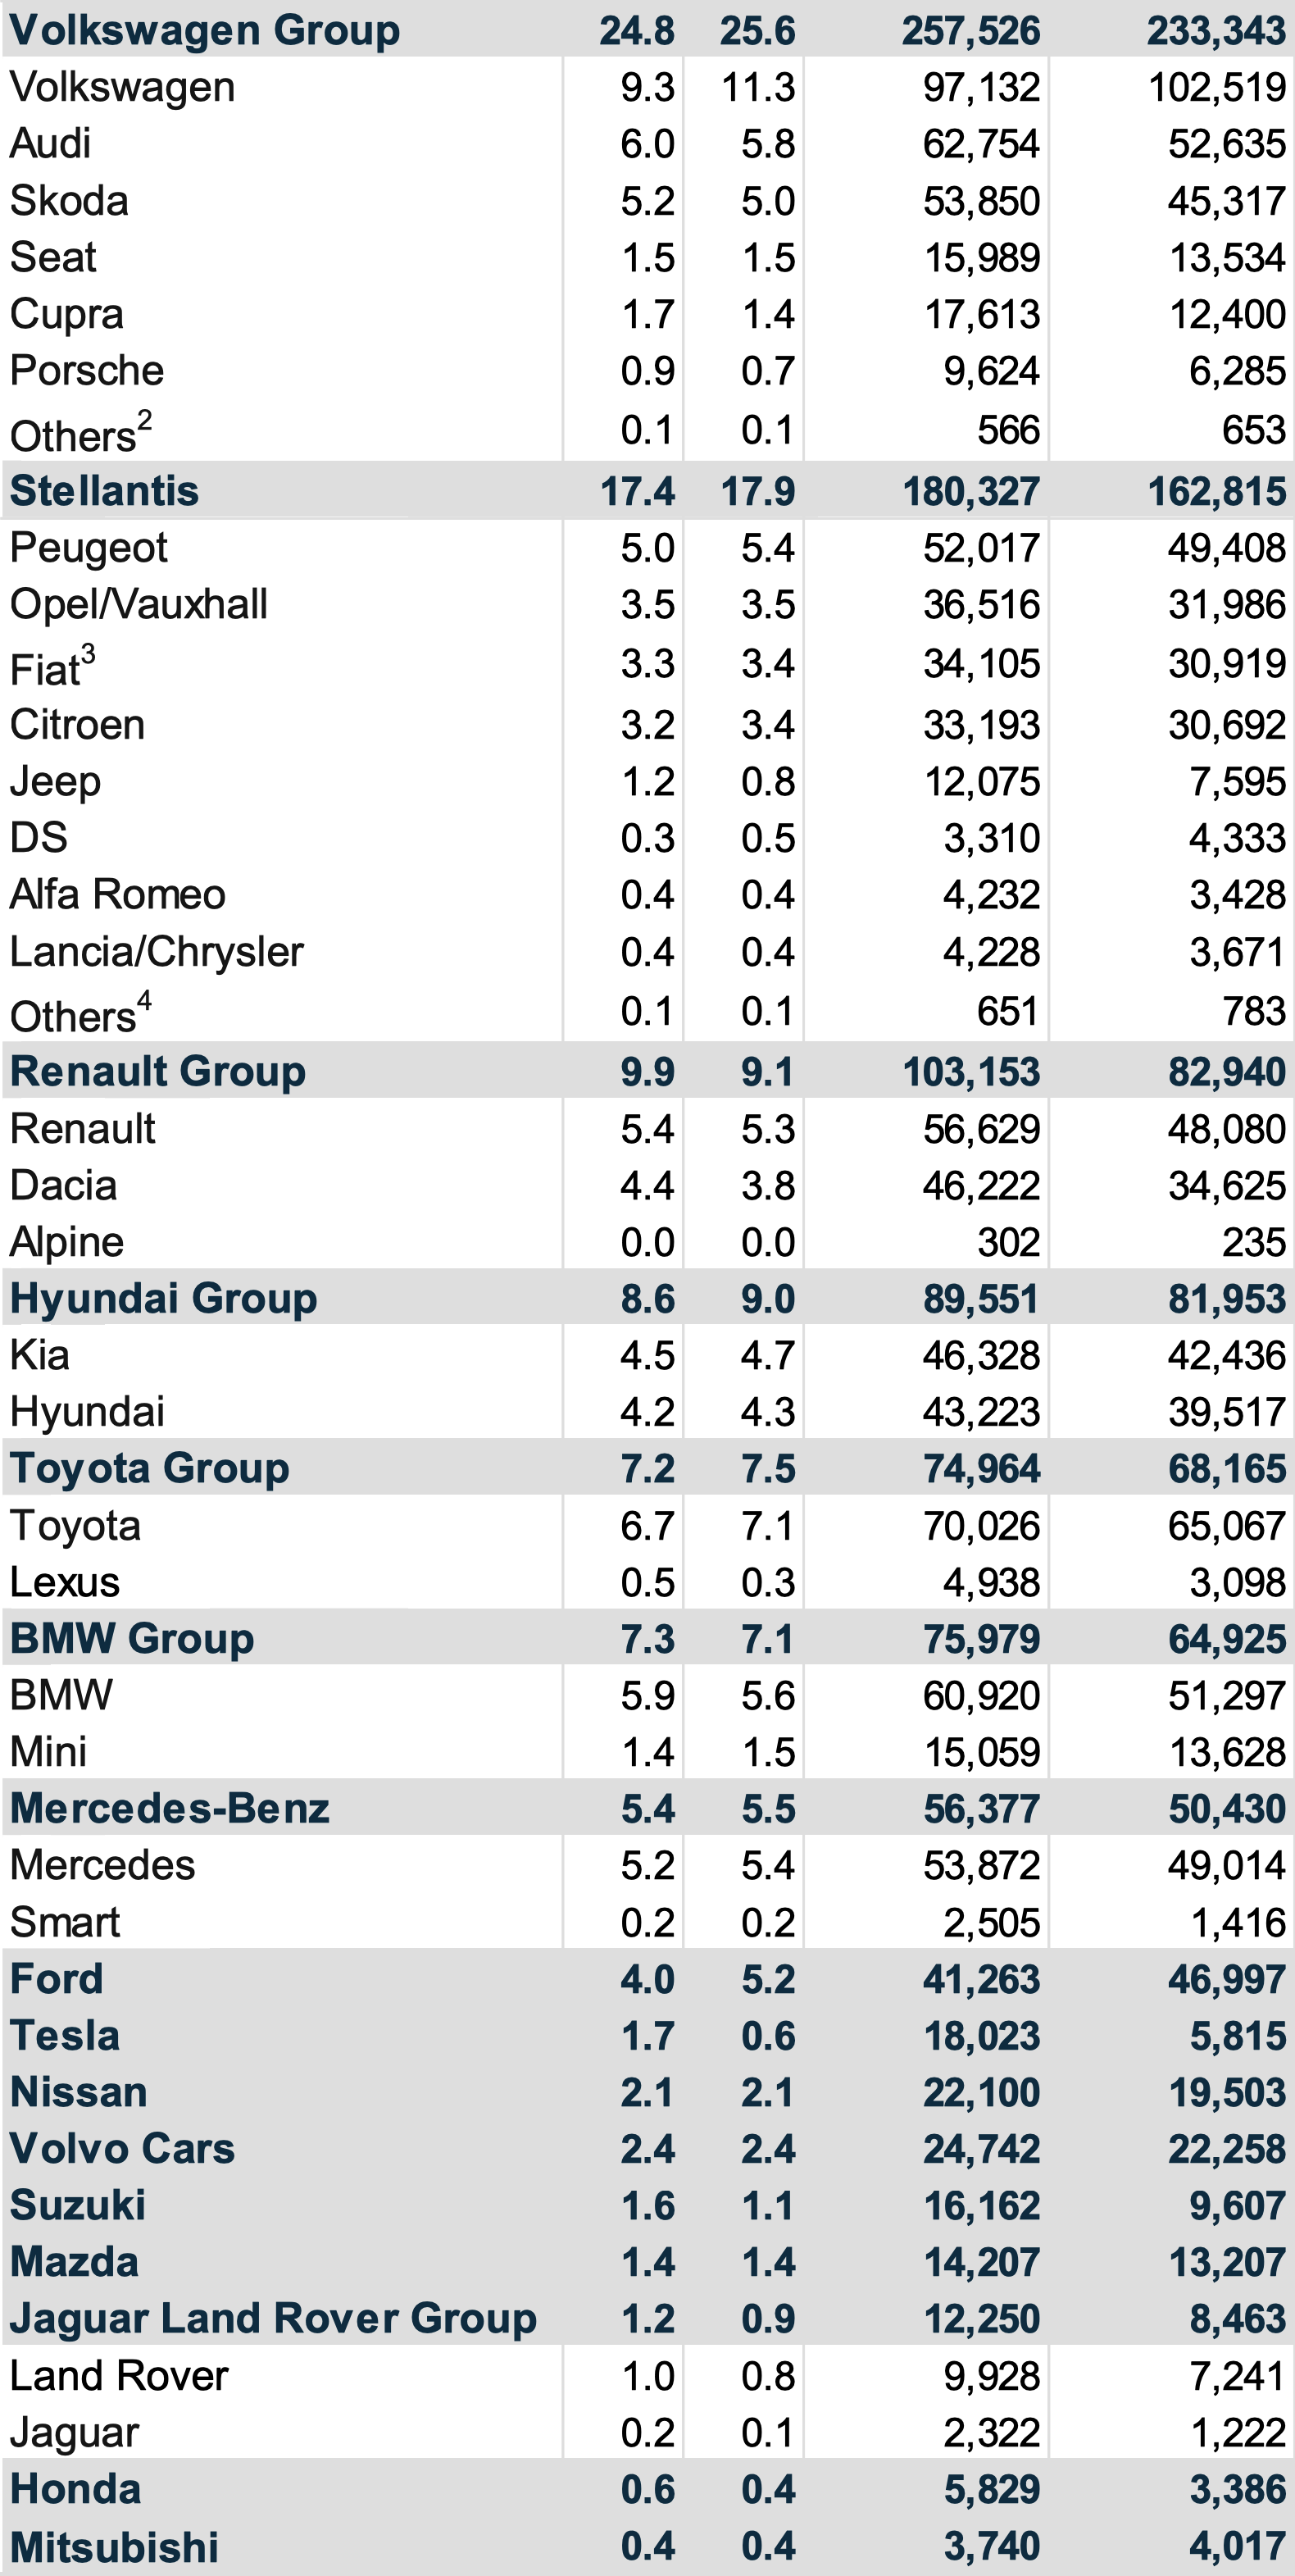 Volkswagen Group 24.8 25.6 257,526 233,343
Volkswagen 9.3 11.3 97,132 102,519
Audi 6.0 5.8 62,754 52,635
Skoda 5.2 5.0 53,850 45,317
Seat 1.5 1.5 15,989 13,534
Cupra 1.7 1.4 17,613 12,400
Porsche 0.9 0.7 9,624 6,285
Others² 0.1 0.1 566 653
Stellantis 17.4 17.9 180,327 162,815
Peugeot 5.0 5.4 52,017 49,408
Opel/Vauxhall 3.5 3.5 36,516 31,986
Fiat³ 3.3 3.4 34,105 30,919
Citroen 3.2 3.4 33,193 30,692
Jeep 1.2 0.8 12,075 7,595
DS 0.3 0.5 3,310 4,333
Alfa Romeo 0.4 0.4 4,232 3,428
Lancia/Chrysler 0.4 0.4 4,228 3,671
Others⁴ 0.1 0.1 651 783
Renault Group 9.9 9.1 103,153 82,940
Renault 5.4 5.3 56,629 48,080
Dacia 4.4 3.8 46,222 34,625
Alpine 0.0 0.0 302 235
Hyundai Group 8.6 9.0 89,551 81,953
Kia 4.5 4.7 46,328 42,436
Hyundai 4.2 4.3 43,223 39,517
Toyota Group 7.2 7.5 74,964 68,165
Toyota 6.7 7.1 70,026 65,067
Lexus 0.5 0.3 4,938 3,098
BMW Group 7.3 7.1 75,979 64,925
BMW 5.9 5.6 60,920 51,297
Mini 1.4 1.5 15,059 13,628
Mercedes-Benz 5.4 5.5 56,377 50,430
Mercedes 5.2 5.4 53,872 49,014
Smart 0.2 0.2 2,505 1,416
Ford 4.0 5.2 41,263 46,997
Tesla 1.7 0.6 18,023 5,815
Nissan 2.1 2.1 22,100 19,503
Volvo Cars 2.4 2.4 24,742 22,258
Suzuki 1.6 1.1 16,162 9,607
Mazda 1.4 1.4 14,207 13,207
Jaguar Land Rover Group 1.2 0.9 12,250 8,463
Land Rover 1.0 0.8 9,928 7,241
Jaguar 0.2 0.1 2,322 1,222
Honda 0.6 0.4 5,829 3,386
Mitsubishi 0.4 0.4 3,740 4,017